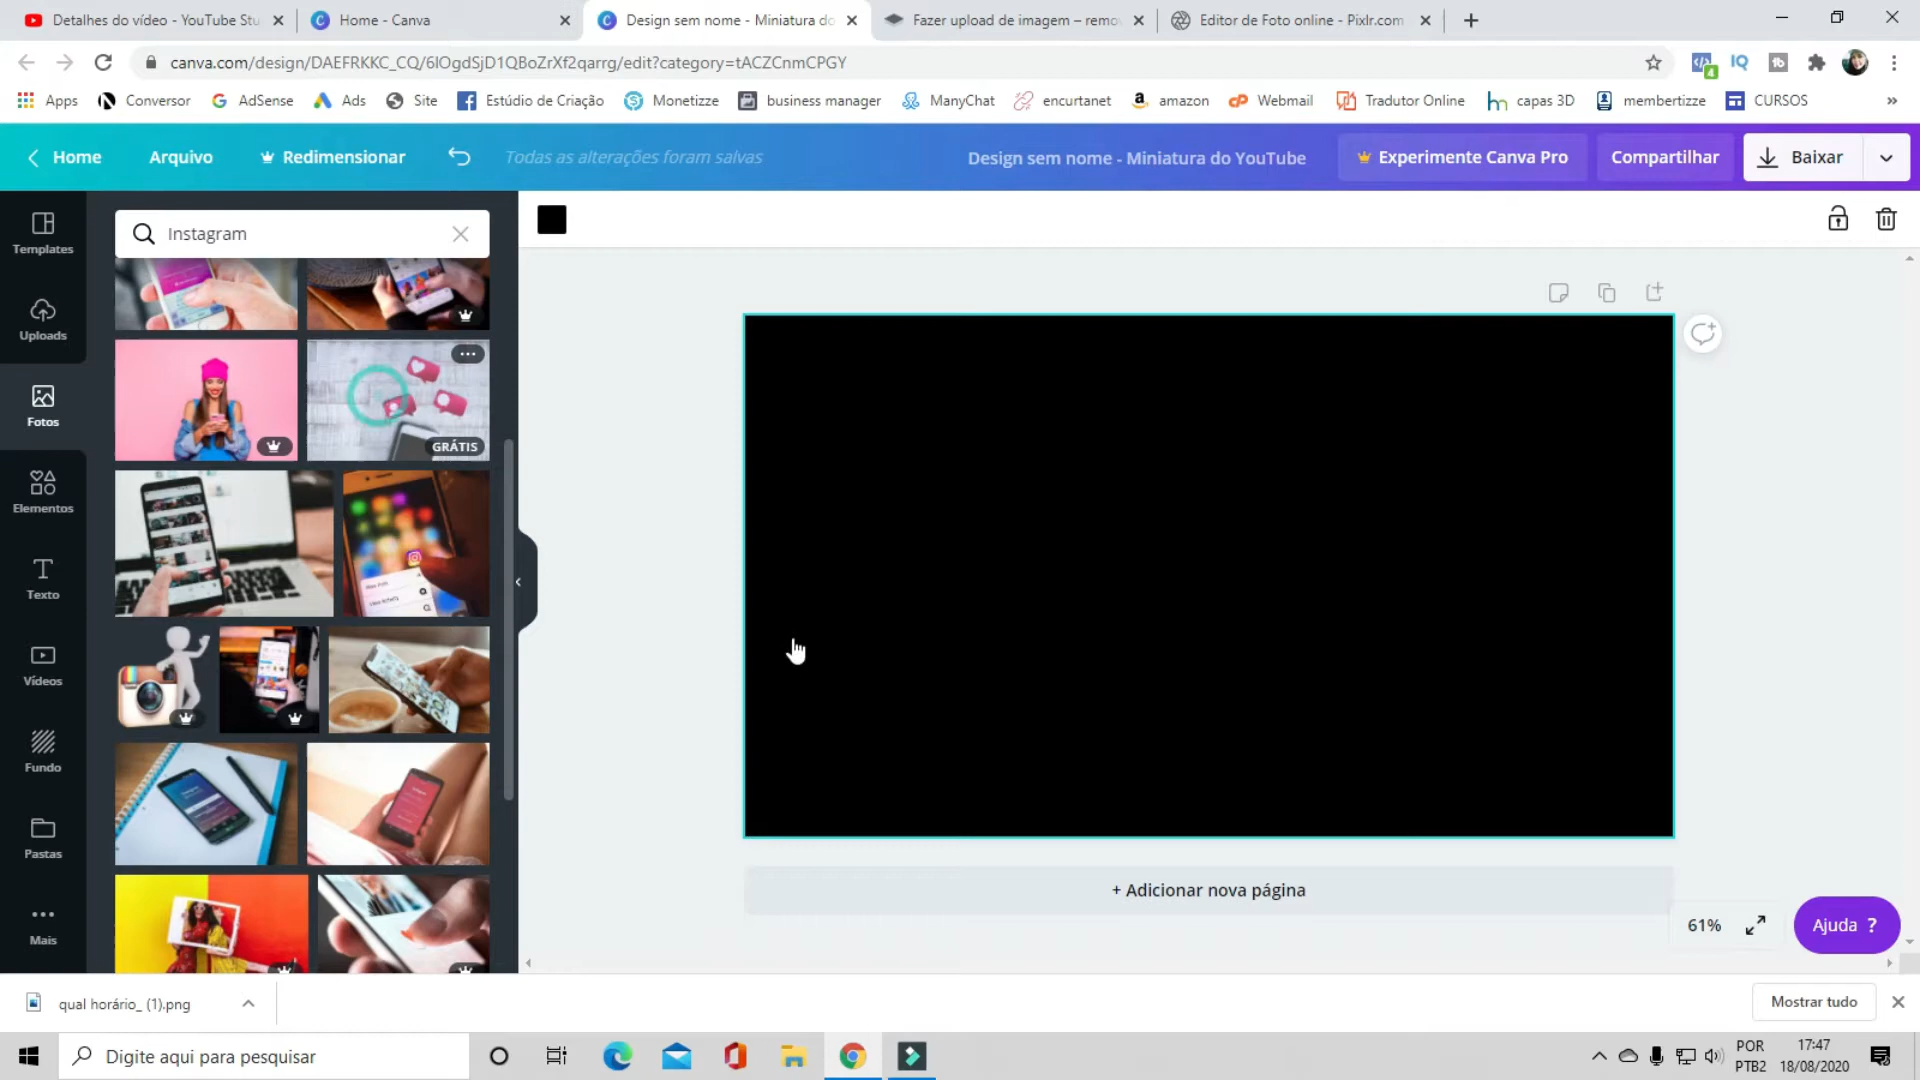 Detalhes do vídeo - YouTube Stu
Home - Canva
Design sem nome - Miniatura do
Fazer upload de imagem – remo
Editor de Foto online - Pixlr.com
canva.com/design/DAEFRKKC_CQ/6IOgdSjD1QBoZrXf2qarrg/edit?category=tACZCnmCPGY
Apps
Conversor
AdSense
Ads
Site
Estúdio de Criação
Monetizze
business manager
ManyChat
encurtanet
amazon
Webmail
Tradutor Online
capas 3D
membertizze
CURSOS
Home
Arquivo
Redimensionar
Todas as alterações foram salvas
Design sem nome - Miniatura do YouTube
Experimente Canva Pro
Compartilhar
Baixar
Templates
Uploads
Fotos
Elementos
Texto
Vídeos
Fundo
Pastas
Mais
Instagram
GRÁTIS
+ Adicionar nova página
61%
Ajuda ?
qual horário_ (1).png
Mostrar tudo
Digite aqui para pesquisar
POR
PTB2
17:47
18/08/2020